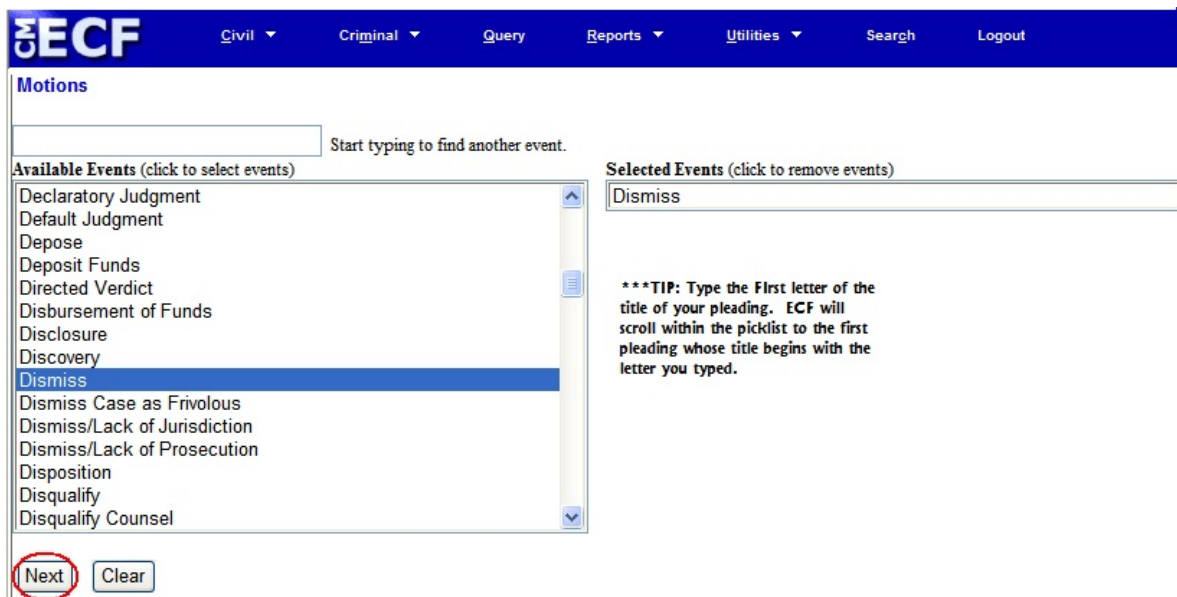 CM ECF Civil Criminal Query Reports Utilities Search Logout
Motions
Start typing to find another event.
Available Events (click to select events)
Declaratory Judgment
Default Judgment
Depose
Deposit Funds
Directed Verdict
Disbursement of Funds
Disclosure
Discovery
Dismiss
Dismiss Case as Frivolous
Dismiss/Lack of Jurisdiction
Dismiss/Lack of Prosecution
Disposition
Disqualify
Disqualify Counsel
Selected Events (click to remove events)
Dismiss
***TIP: Type the First letter of the
title of your pleading. ECF will
scroll within the picklist to the first
pleading whose title begins with the
letter you typed.
Next Clear